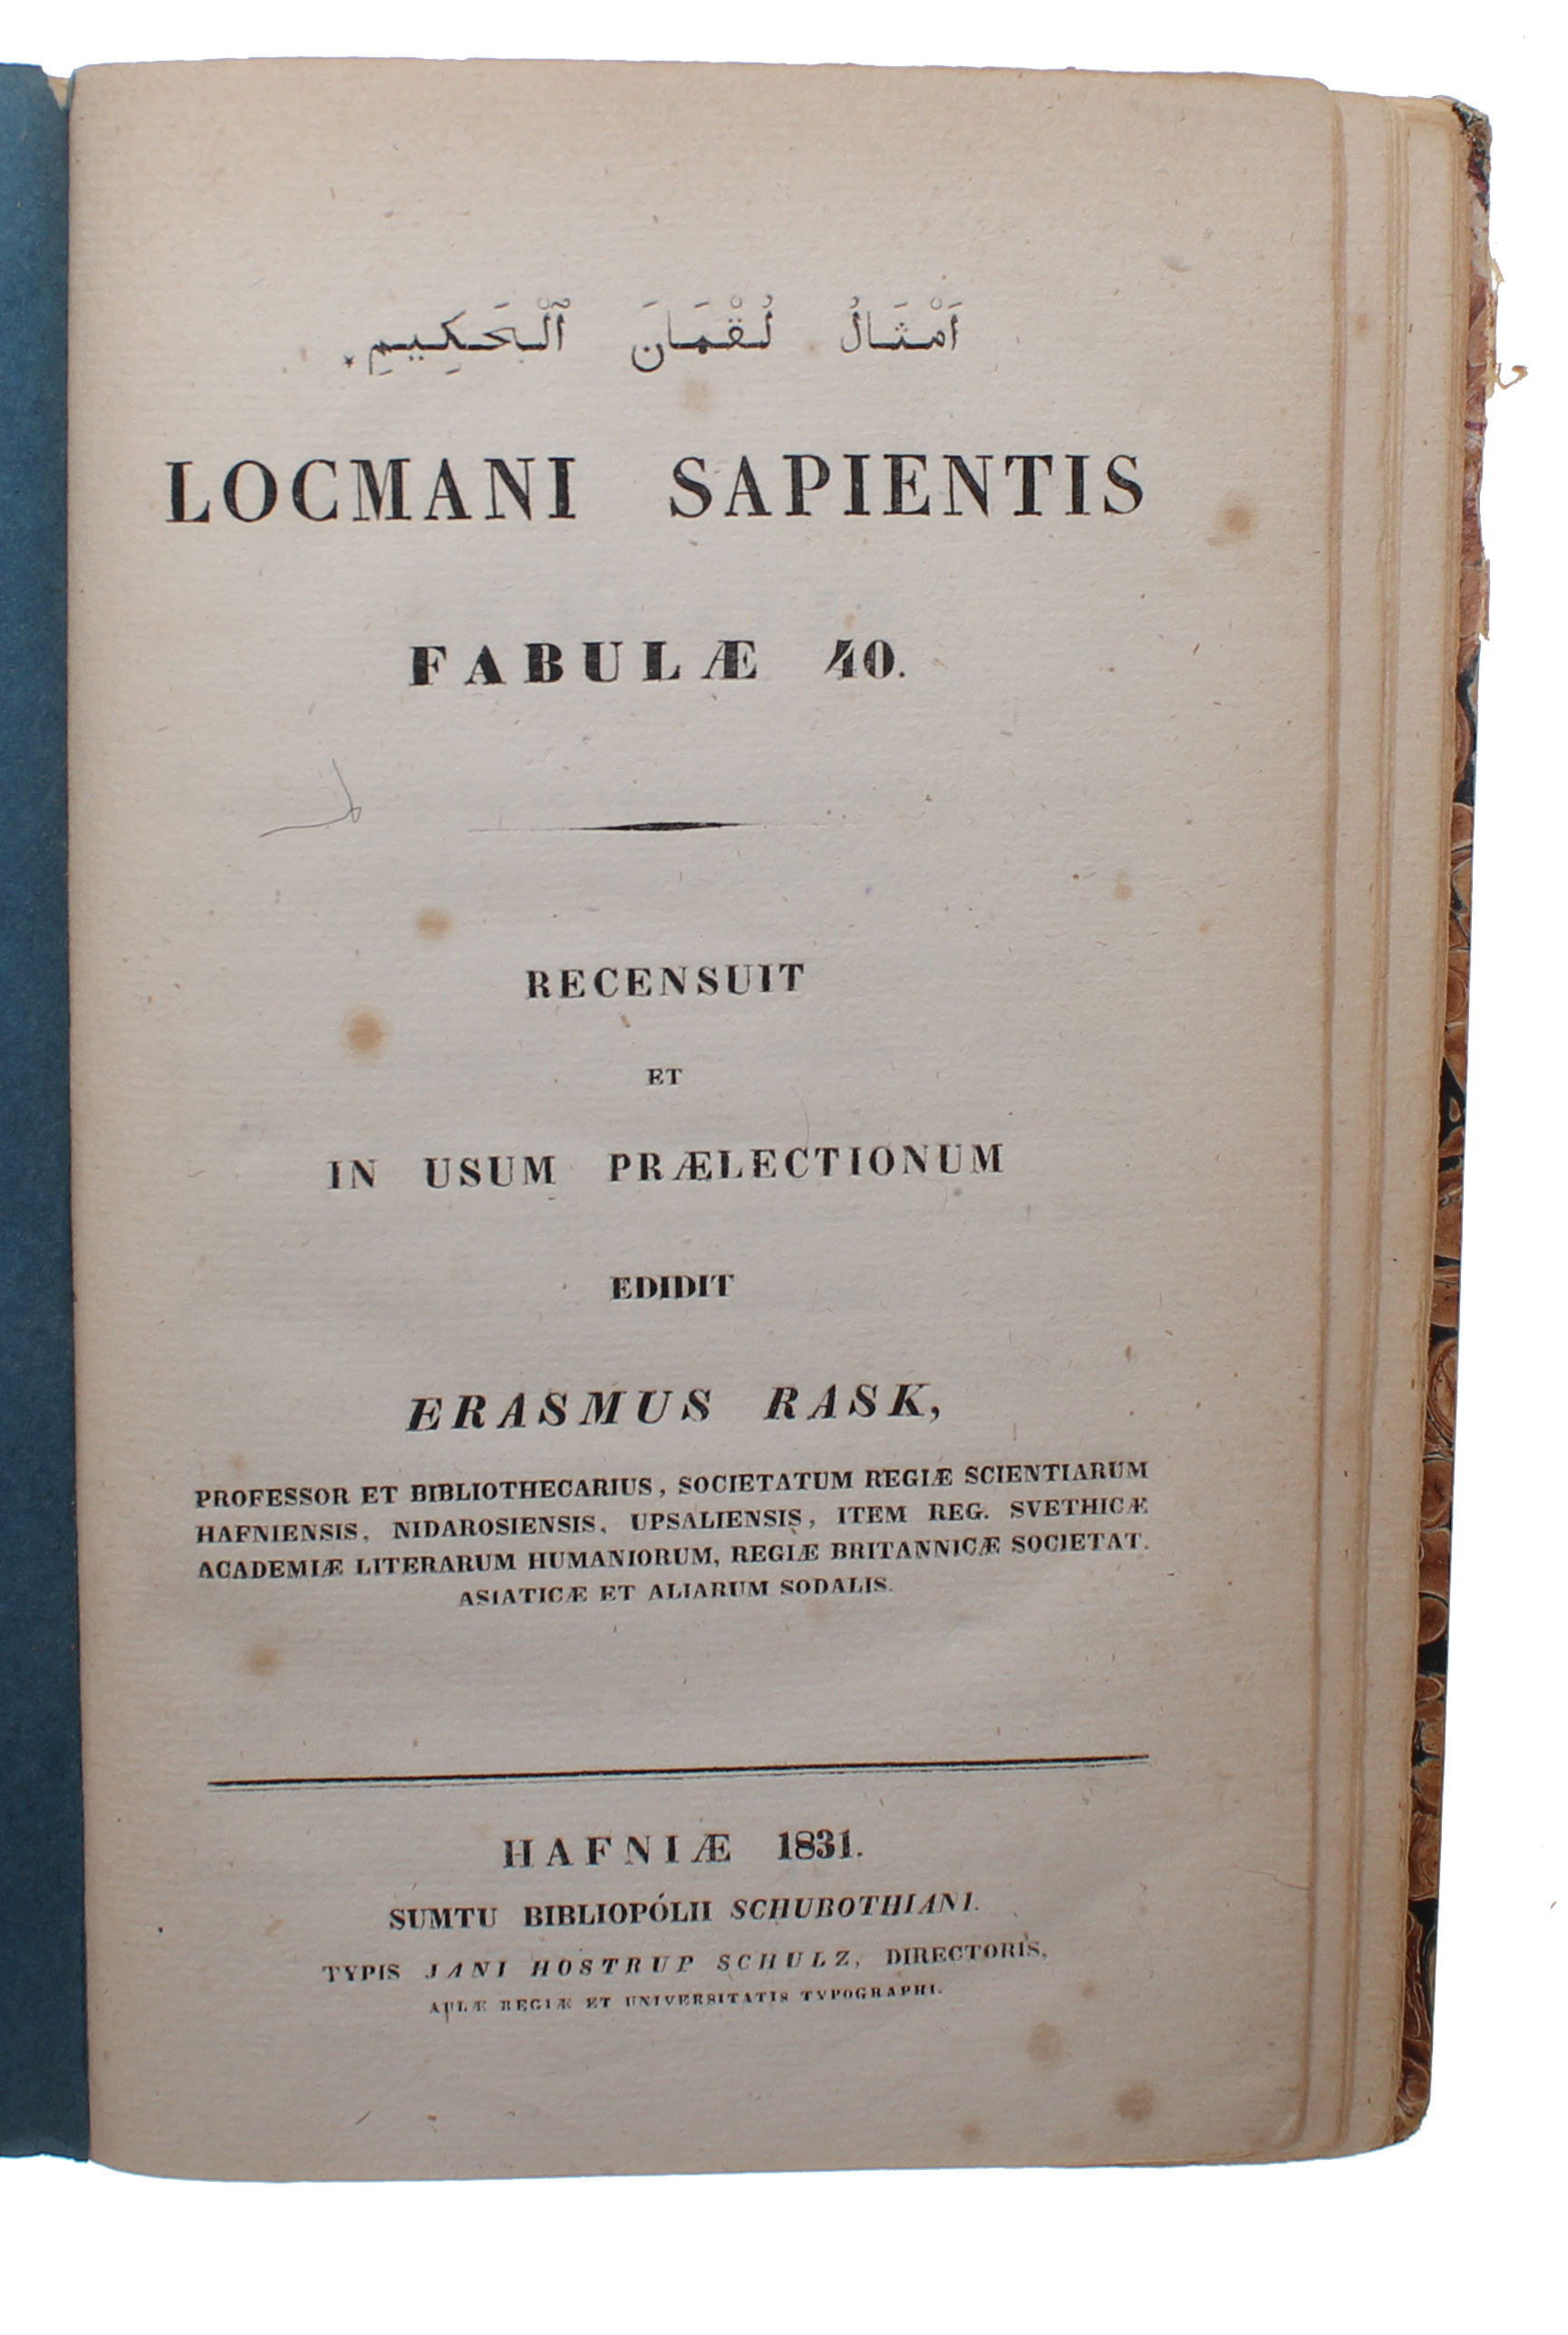 اَمْثَالُ لُقْمَانَ ٱلْحَكِيمِ٭
LOCMANI SAPIENTIS
FABULÆ 40.
RECENSUIT
ET
IN USUM PRÆLECTIONUM
EDIDIT
ERASMUS RASK,
PROFESSOR ET BIBLIOTHECARIUS, SOCIETATUM REGIÆ SCIENTIARUM
HAFNIENSIS, NIDAROSIENSIS, UPSALIENSIS, ITEM REG. SVETHICÆ
ACADEMIÆ LITERARUM HUMANIORUM, REGIÆ BRITANNICÆ SOCIETAT.
ASIATICÆ ET ALIARUM SODALIS.
HAFNIÆ 1831.
SUMTU BIBLIOPÓLII SCHUBOTHIANI.
TYPIS JANI HOSTRUP SCHULZ, DIRECTORIS,
AULÆ REGIÆ ET UNIVERSITATIS TYPOGRAPHI.